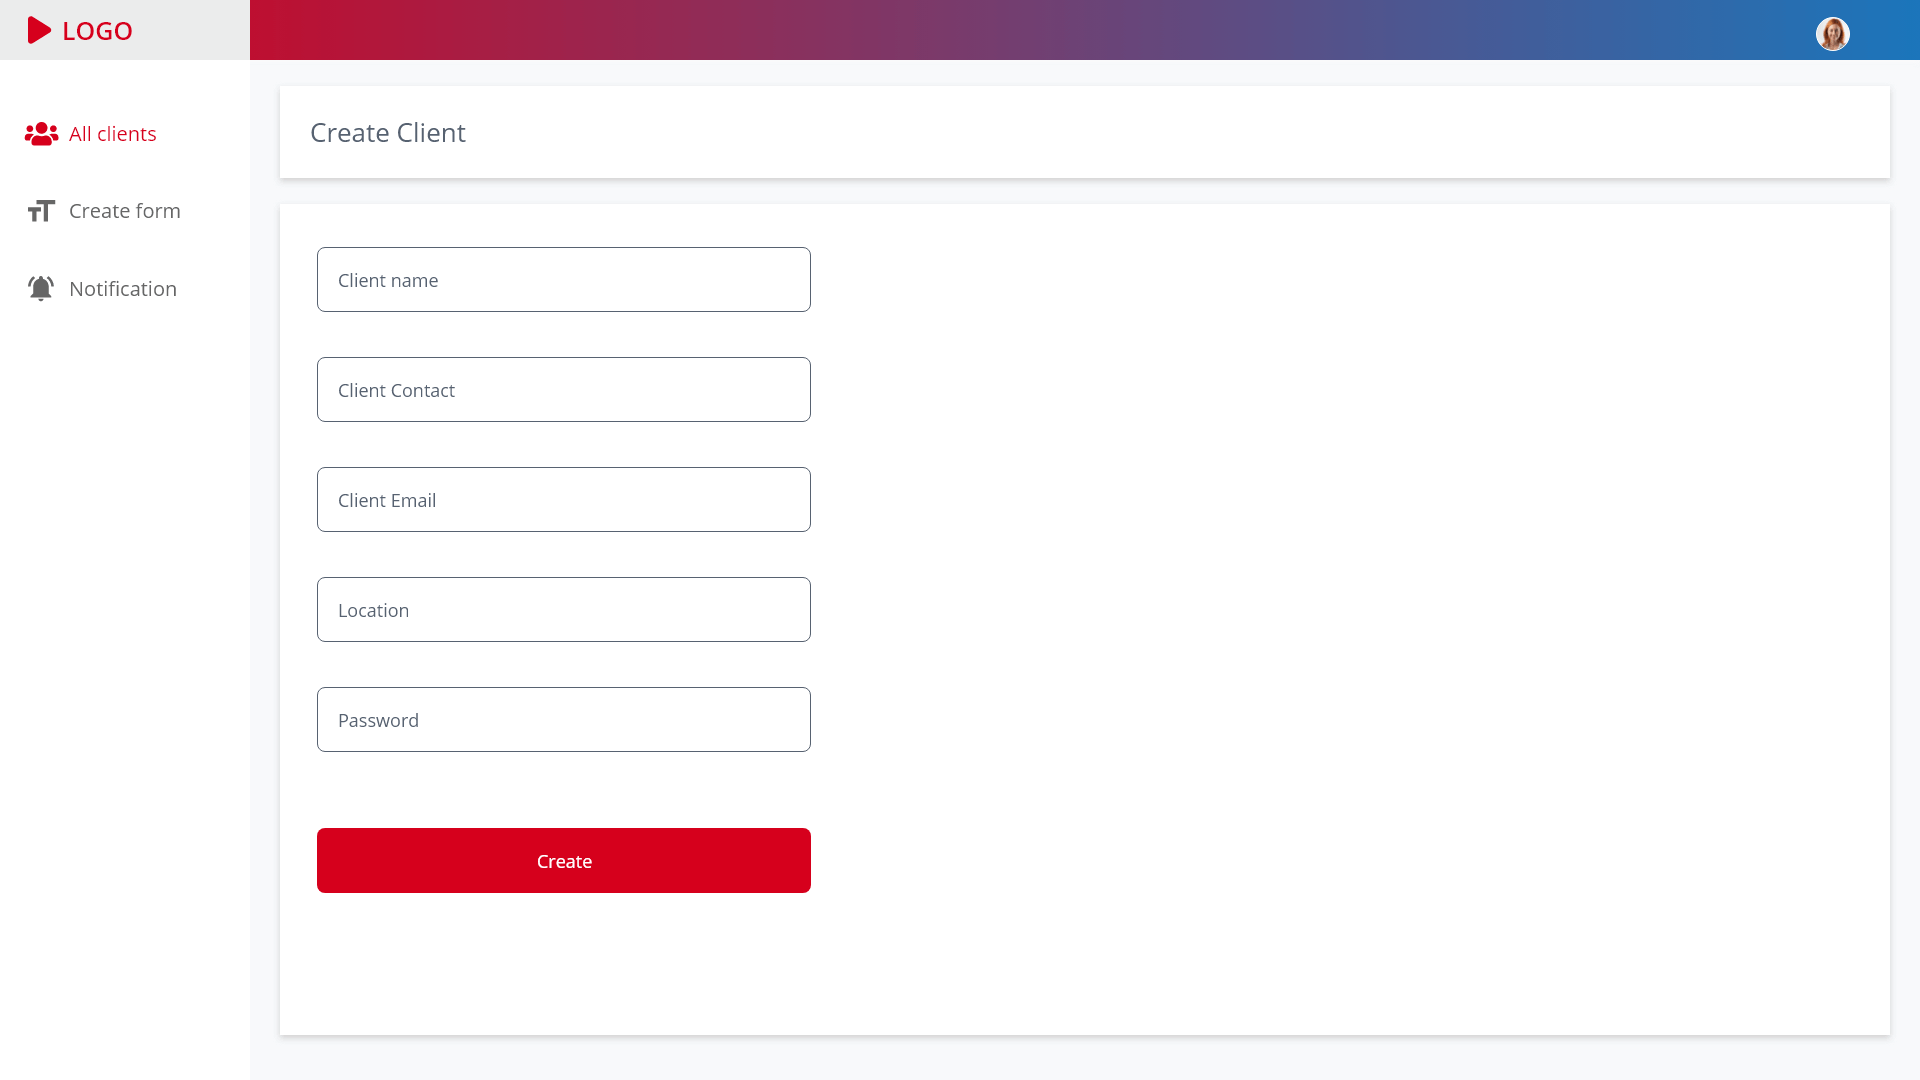 LOGO
All clients
Create form
Notification
Create Client
Client name
Client Contact
Client Email
Location
Password
Create